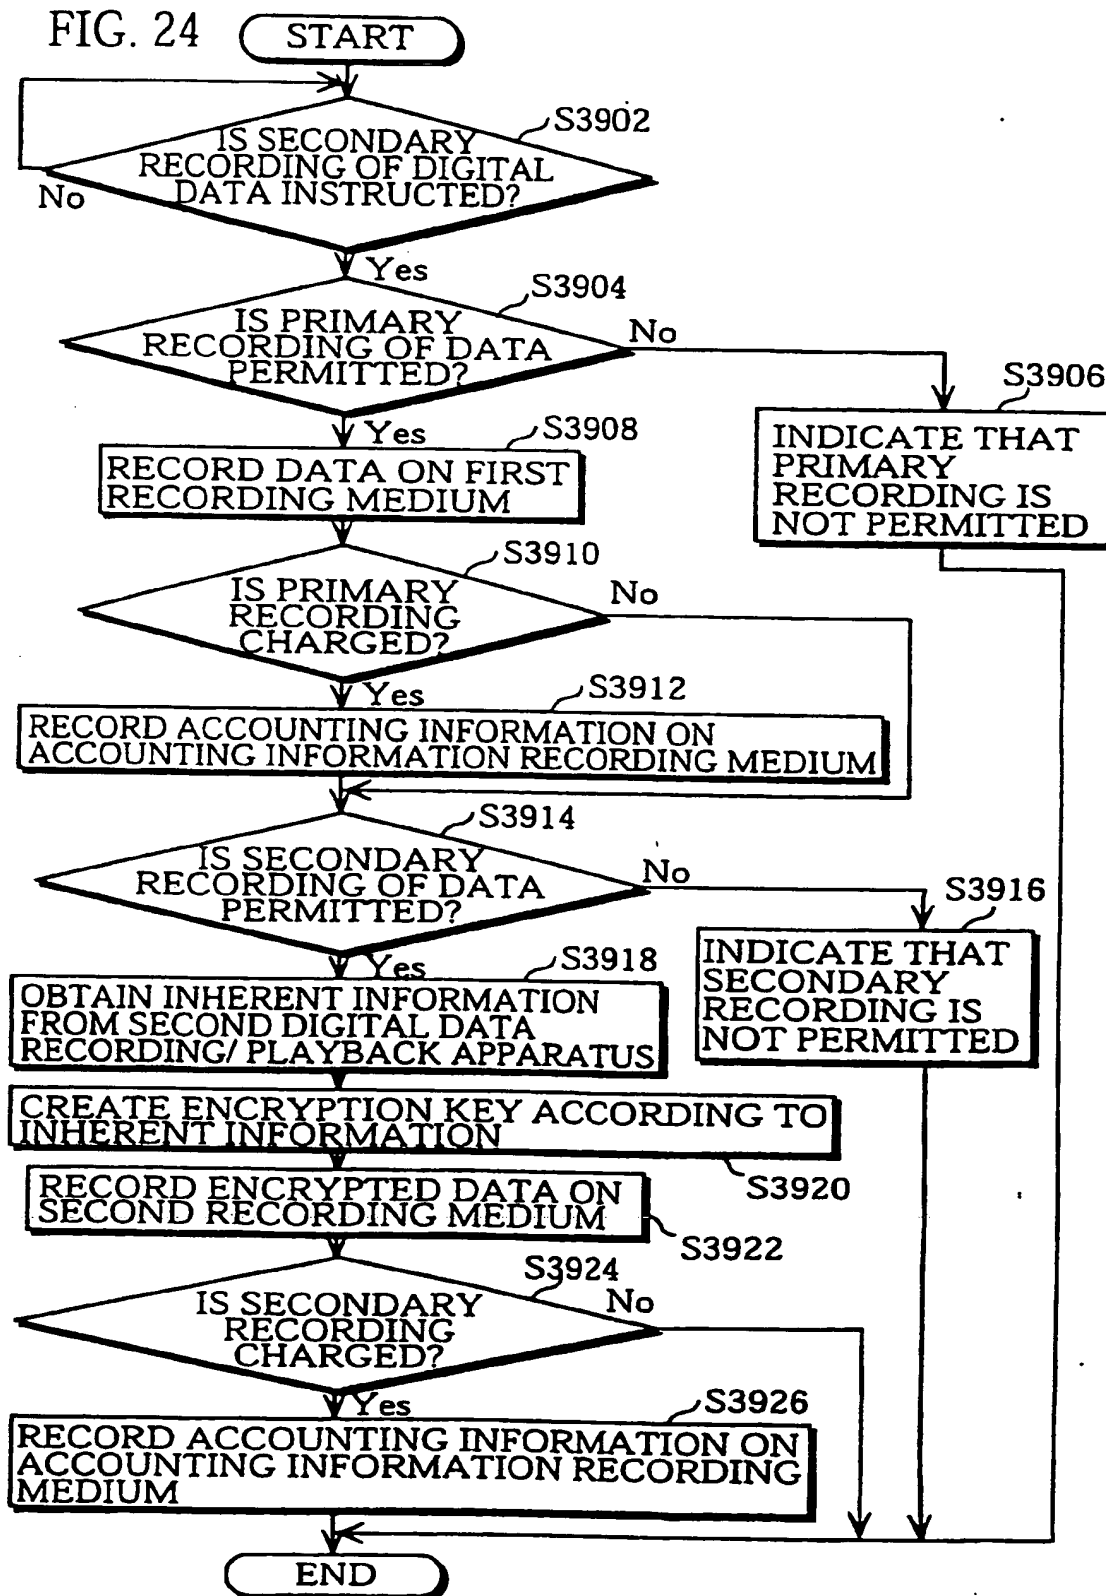 FIG. 24
START
S3902
IS SECONDARY
RECORDING OF DIGITAL
DATA INSTRUCTED?
No
Yes
S3904
IS PRIMARY
RECORDING OF DATA
PERMITTED?
No
S3906
INDICATE THAT
PRIMARY
RECORDING IS
NOT PERMITTED
Yes
S3908
RECORD DATA ON FIRST
RECORDING MEDIUM
S3910
IS PRIMARY
RECORDING
CHARGED?
No
Yes
S3912
RECORD ACCOUNTING INFORMATION ON
ACCOUNTING INFORMATION RECORDING MEDIUM
S3914
IS SECONDARY
RECORDING OF DATA
PERMITTED?
No
S3916
INDICATE THAT
SECONDARY
RECORDING IS
NOT PERMITTED
Yes
S3918
OBTAIN INHERENT INFORMATION
FROM SECOND DIGITAL DATA
RECORDING/ PLAYBACK APPARATUS
CREATE ENCRYPTION KEY ACCORDING TO
INHERENT INFORMATION
S3920
RECORD ENCRYPTED DATA ON
SECOND RECORDING MEDIUM
S3922
S3924
IS SECONDARY
RECORDING
CHARGED?
No
Yes
S3926
RECORD ACCOUNTING INFORMATION ON
ACCOUNTING INFORMATION RECORDING
MEDIUM
END